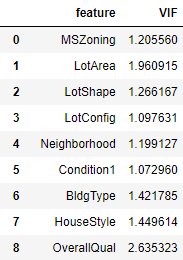 feature VIF
0 MSZoning 1.205560
1 LotArea 1.960915
2 LotShape 1.266167
3 LotConfig 1.097631
4 Neighborhood 1.199127
5 Condition1 1.072960
6 BldgType 1.421785
7 HouseStyle 1.449614
8 OverallQual 2.635323